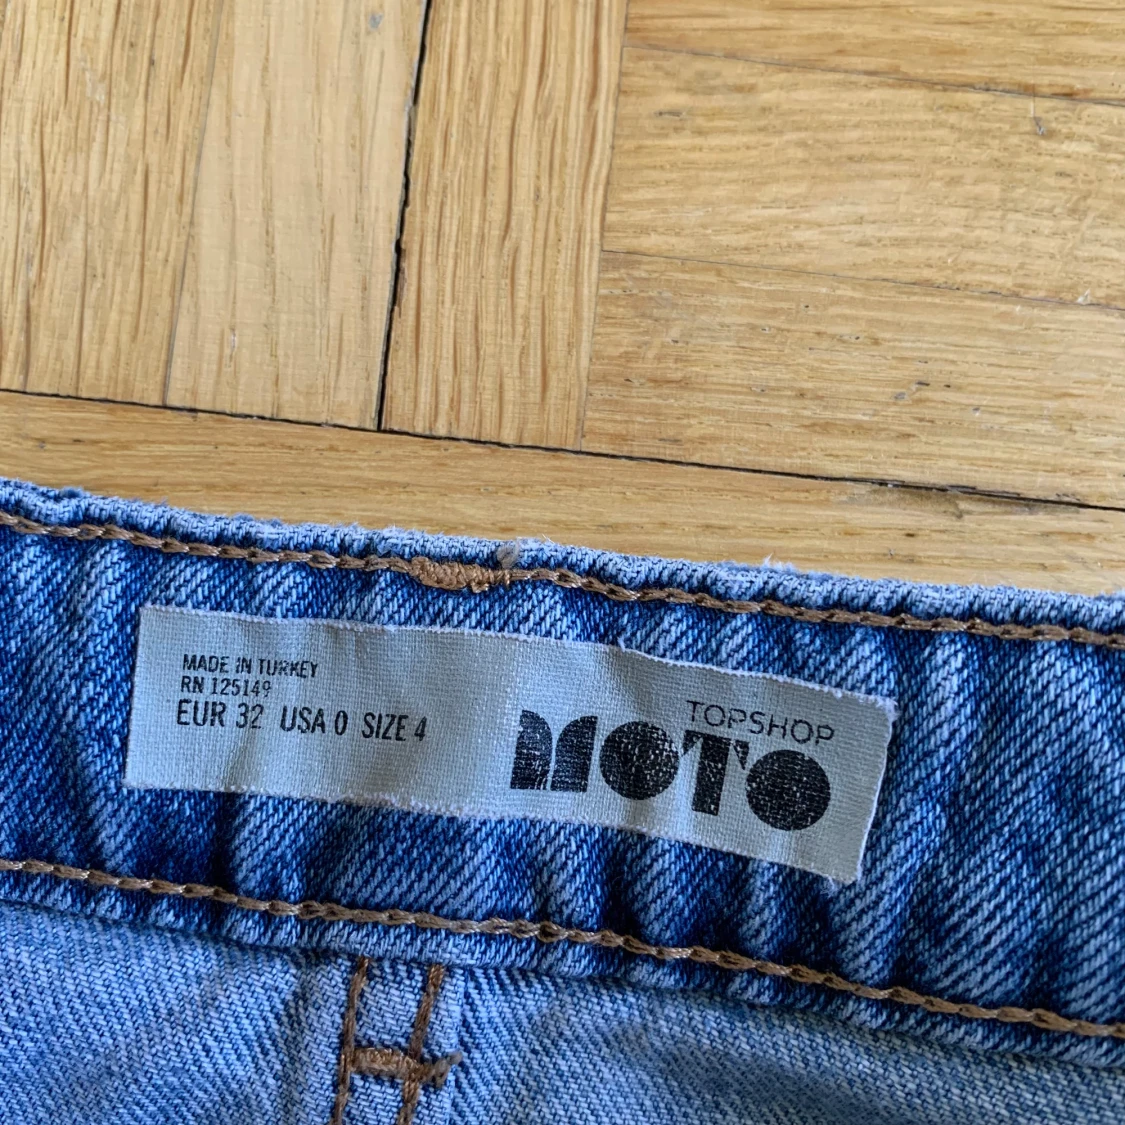 MADE IN TURKEY
RN 125149
EUR 32 USA 0 SIZE 4
TOPSHOP
MOTO